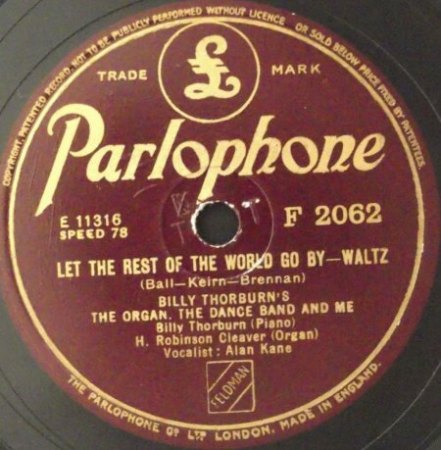 COPYRIGHT, PATENTED RECORD, NOT TO BE PUBLICLY PERFORMED WITHOUT LICENCE OR SOLD BELOW PRICE FIXED BY PATENTEES.
£
TRADE MARK
Parlophone
E 11316
SPEED 78
F 2062
LET THE REST OF THE WORLD GO BY—WALTZ
(Ball-Keirn-Brennan)
BILLY THORBURN'S
THE ORGAN, THE DANCE BAND AND ME
Billy Thorburn (Piano)
H. Robinson Cleaver (Organ)
Vocalist: Alan Kane
FELDMAN
THE PARLOPHONE Co LTD LONDON. MADE IN ENGLAND.